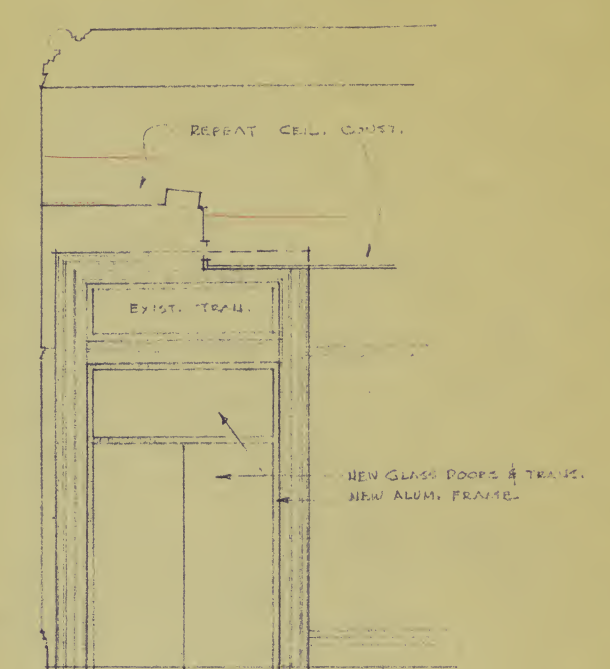 REPEAT CEIL. CONST.
EXIST. TRAN.
NEW GLASS DOORS & TRANS.
NEW ALUM. FRAME